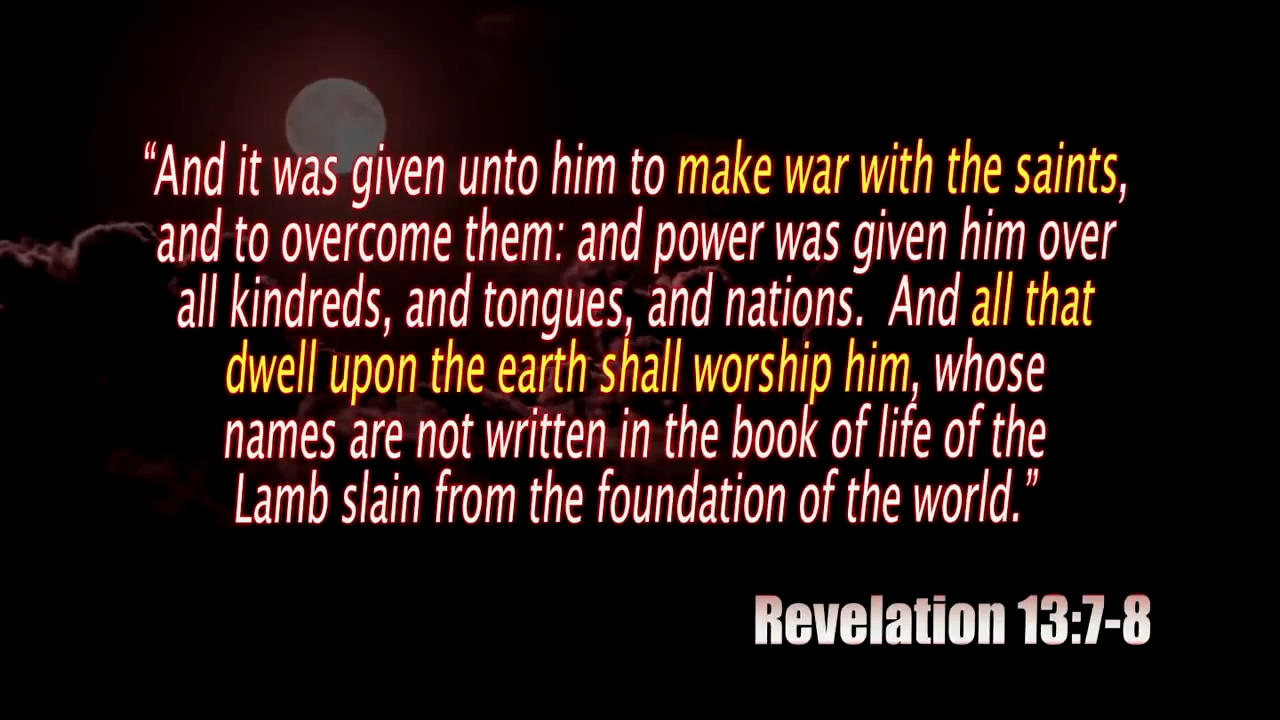 “And it was given unto him to make war with the saints,
and to overcome them: and power was given him over
all kindreds, and tongues, and nations.  And all that
dwell upon the earth shall worship him, whose
names are not written in the book of life of the
Lamb slain from the foundation of the world.”
Revelation 13:7-8